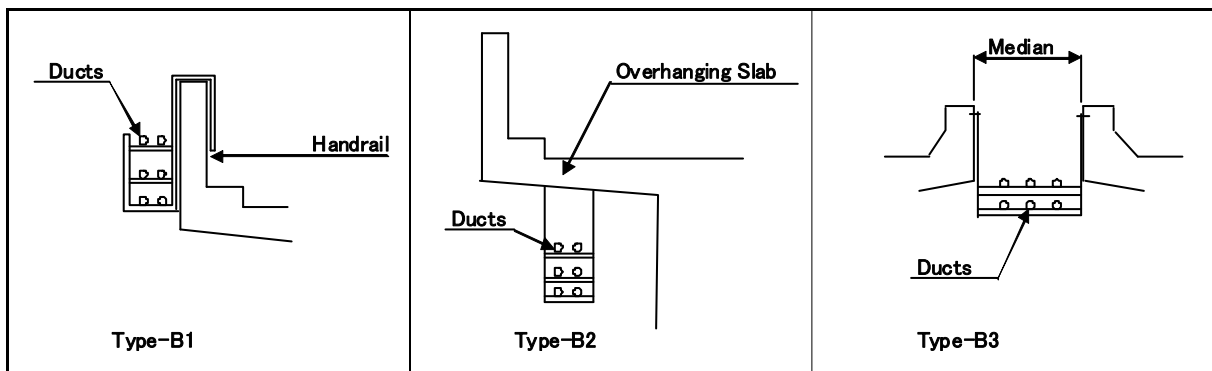 Ducts
Handrail
Type-B1
Overhanging Slab
Ducts
Type-B2
Median
Ducts
Type-B3